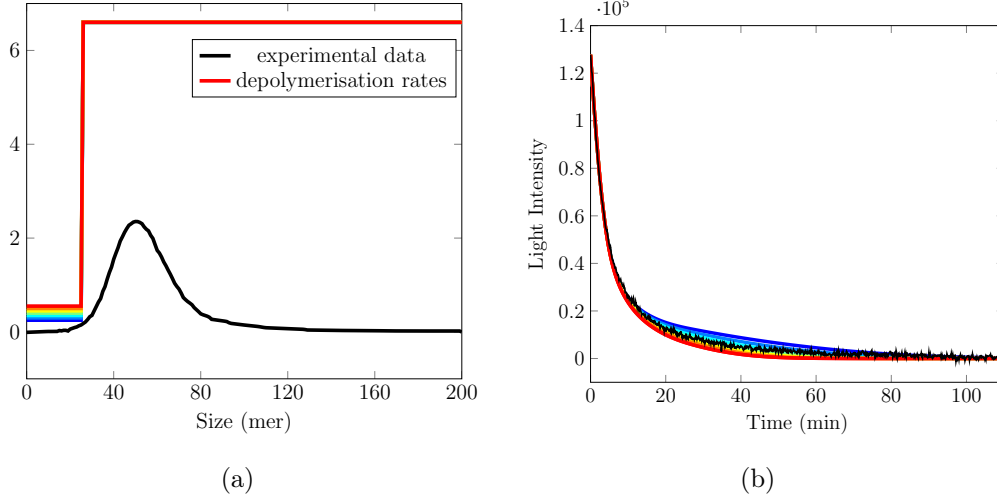 6
4
2
0
0 40 80 120 160 200
Size (mer)
experimental data
depolymerisation rates
(a)
·10⁵
1.4
1.2
1
0.8
0.6
0.4
0.2
0
0 20 40 60 80 100
Light Intensity
Time (min)
(b)